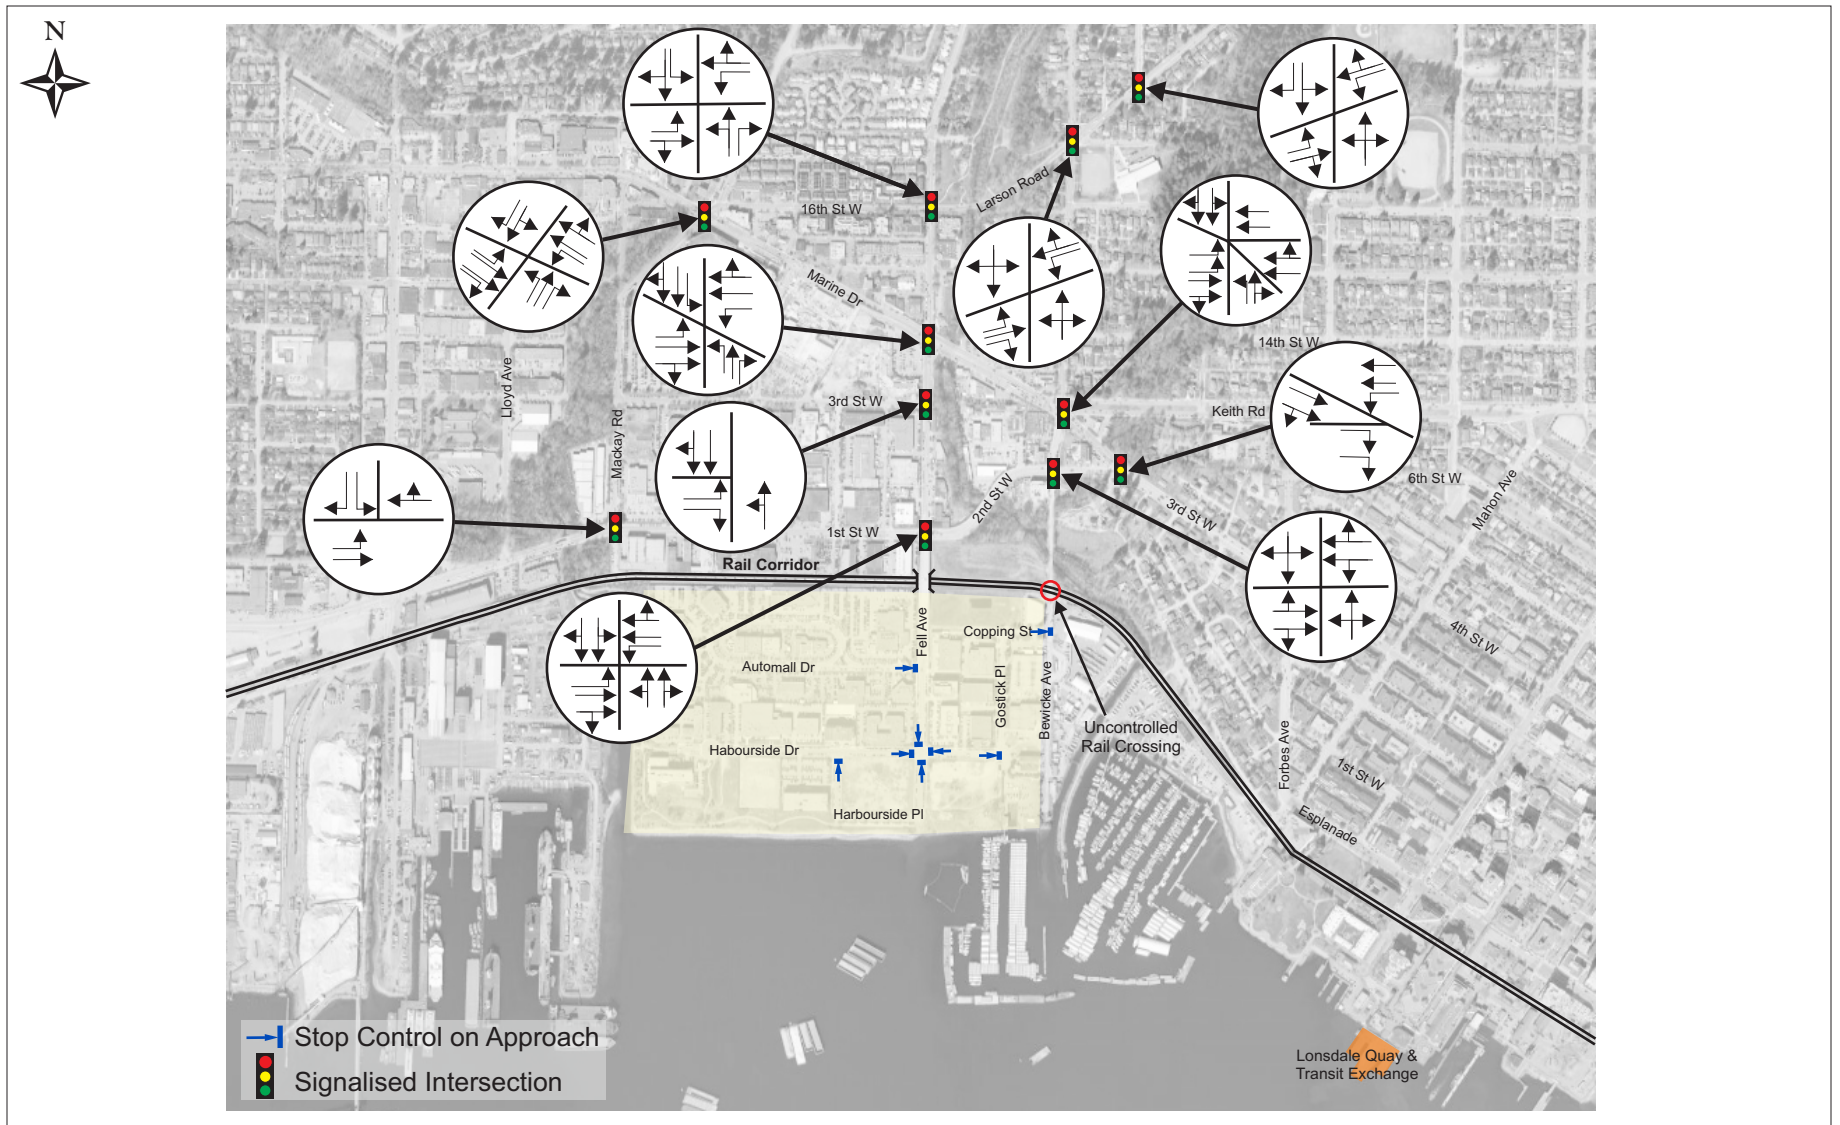 N
16th St W
Larson Road
Marine Dr
14th St W
Lloyd Ave
Mackay Rd
3rd St W
Keith Rd
6th St W
Mahon Ave
2nd St W
3rd St W
1st St W
Rail Corridor
Fell Ave
Copping St
4th St W
Automall Dr
Gostick Pl
Bewicke Ave
Uncontrolled
Rail Crossing
Habourside Dr
Forbes Ave
1st St W
Harbourside Pl
Esplanade
Stop Control on Approach
Signalised Intersection
Lonsdale Quay &
Transit Exchange